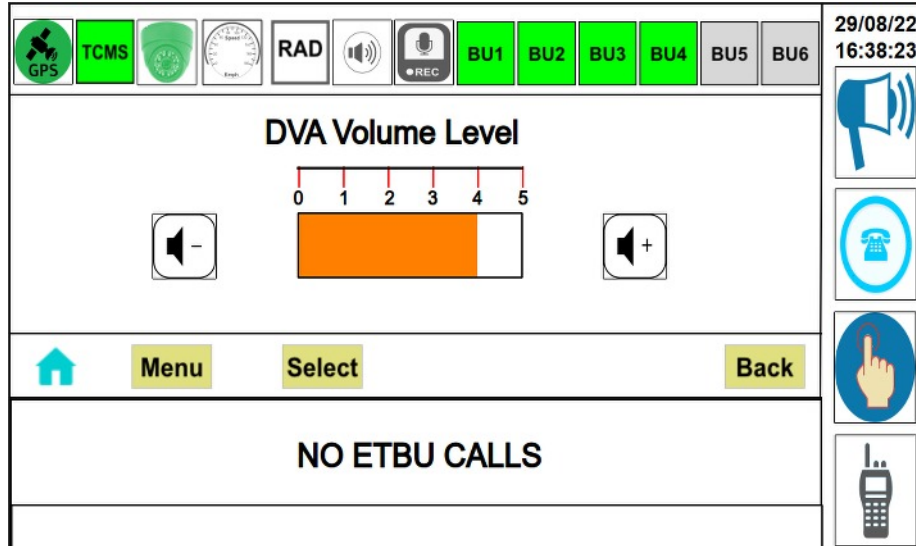 GPS
TCMS
Speed
RAD
REC
BU1
BU2
BU3
BU4
BU5
BU6
29/08/22
16:38:23
DVA Volume Level
0 1 2 3 4 5
-
+
Menu
Select
Back
NO ETBU CALLS